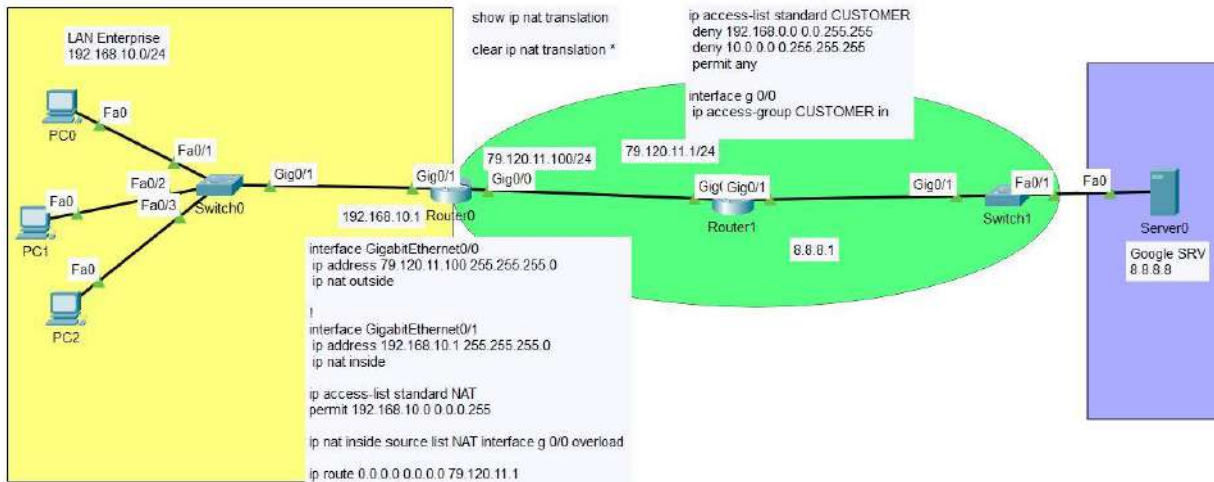 LAN Enterprise
192.168.10.0/24
PC0
Fa0
Fa0/1
PC1
Fa0
Fa0/2
Fa0/3
PC2
Fa0
Switch0
Gig0/1
Gig0/1
192.168.10.1
Router0
79.120.11.100/24
Gig0/0
show ip nat translation
clear ip nat translation *
ip access-list standard CUSTOMER
deny 192.168.0.0 0.0.255.255
deny 10.0.0.0 0.255.255.255
permit any
interface g 0/0
ip access-group CUSTOMER in
79.120.11.1/24
Gig0/1
Router1
8.8.8.1
Gig0/1
Switch1
Fa0/1
Fa0
Server0
Google SRV
8.8.8.8
interface GigabitEthernet0/0
ip address 79.120.11.100 255.255.255.0
ip nat outside
!
interface GigabitEthernet0/1
ip address 192.168.10.1 255.255.255.0
ip nat inside
ip access-list standard NAT
permit 192.168.10.0 0.0.0.255
ip nat inside source list NAT interface g 0/0 overload
ip route 0.0.0.0 0.0.0.0 79.120.11.1